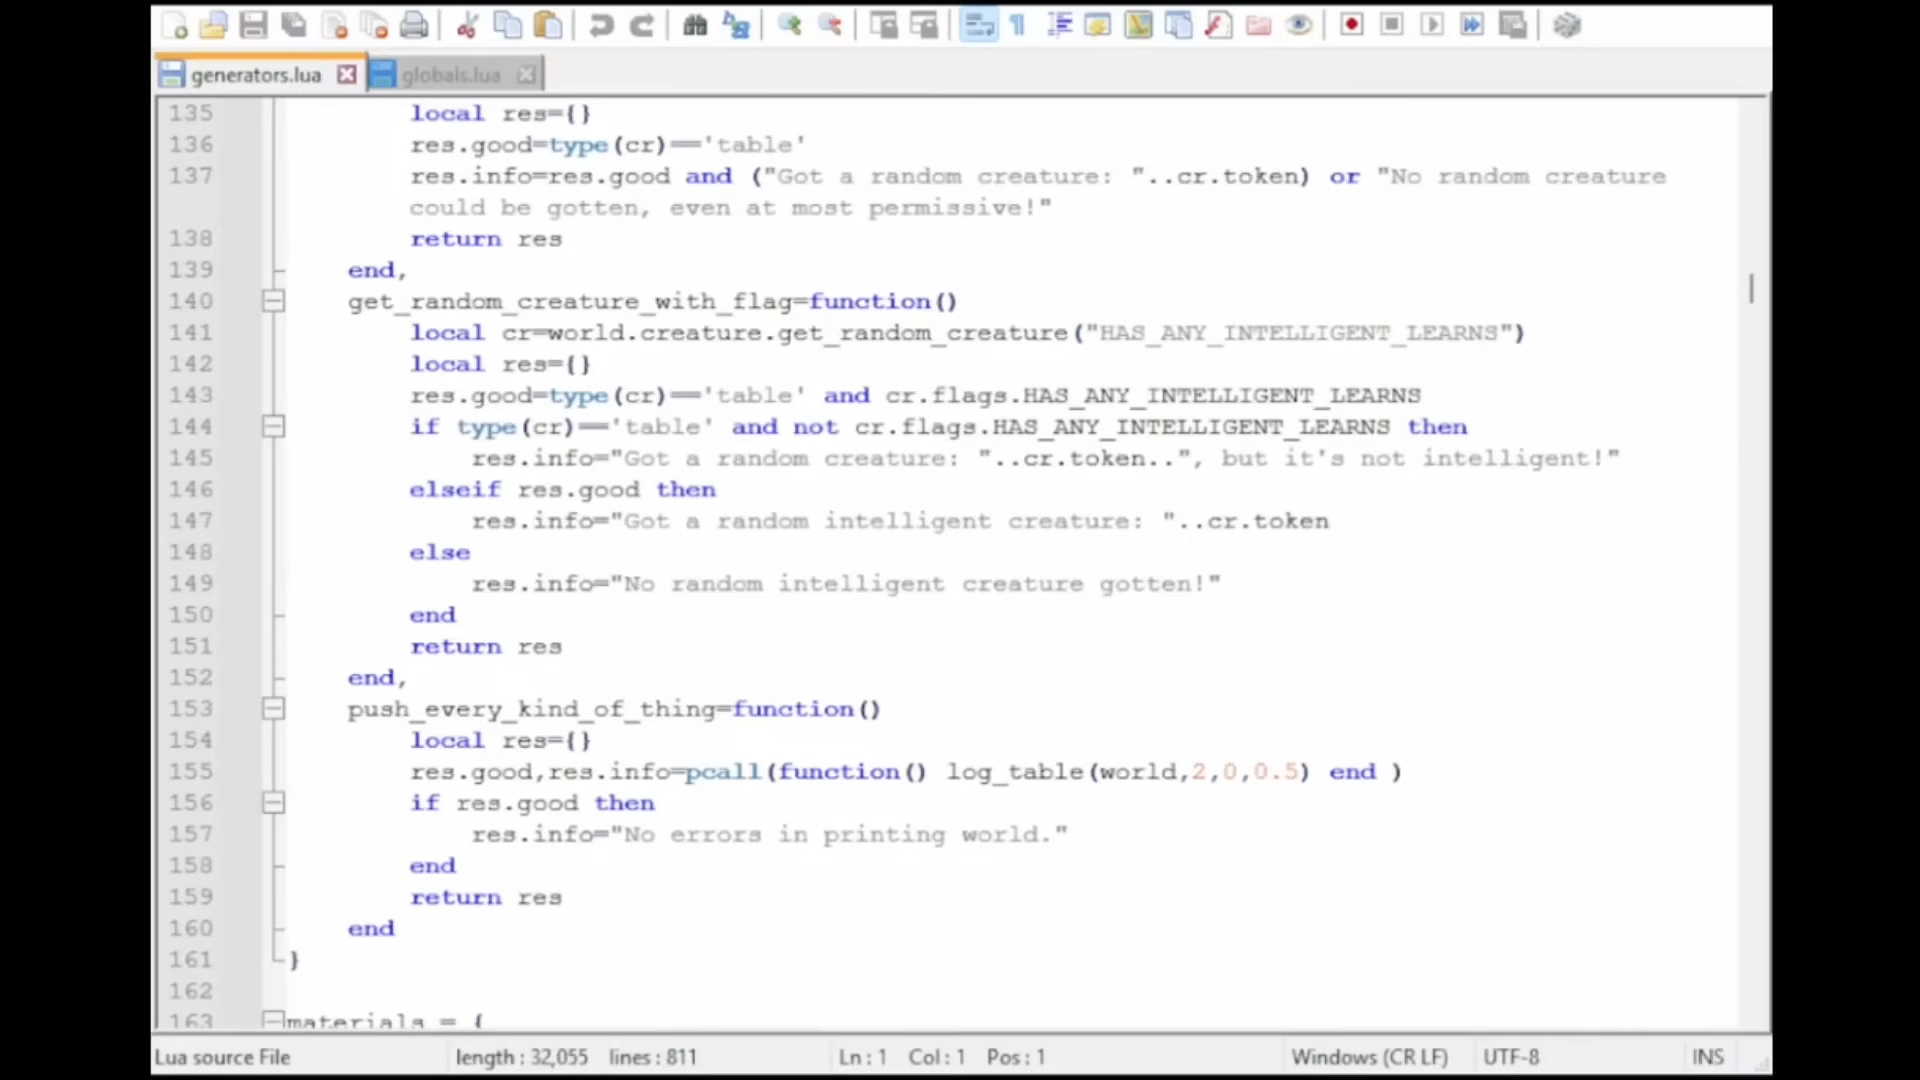 generators.lua globals.lua
135 local res={}
136 res.good=type(cr)=='table'
137 res.info=res.good and ("Got a random creature: "..cr.token) or "No random creature
could be gotten, even at most permissive!"
138 return res
139 end,
140 get_random_creature_with_flag=function()
141 local cr=world.creature.get_random_creature("HAS_ANY_INTELLIGENT_LEARNS")
142 local res={}
143 res.good=type(cr)=='table' and cr.flags.HAS_ANY_INTELLIGENT_LEARNS
144 if type(cr)=='table' and not cr.flags.HAS_ANY_INTELLIGENT_LEARNS then
145 res.info="Got a random creature: "..cr.token..", but it's not intelligent!"
146 elseif res.good then
147 res.info="Got a random intelligent creature: "..cr.token
148 else
149 res.info="No random intelligent creature gotten!"
150 end
151 return res
152 end,
153 push_every_kind_of_thing=function()
154 local res={}
155 res.good,res.info=pcall(function() log_table(world,2,0,0.5) end )
156 if res.good then
157 res.info="No errors in printing world."
158 end
159 return res
160 end
161 }
162
163 materials = {
Lua source File length : 32,055 lines : 811 Ln : 1 Col : 1 Pos : 1 Windows (CR LF) UTF-8 INS